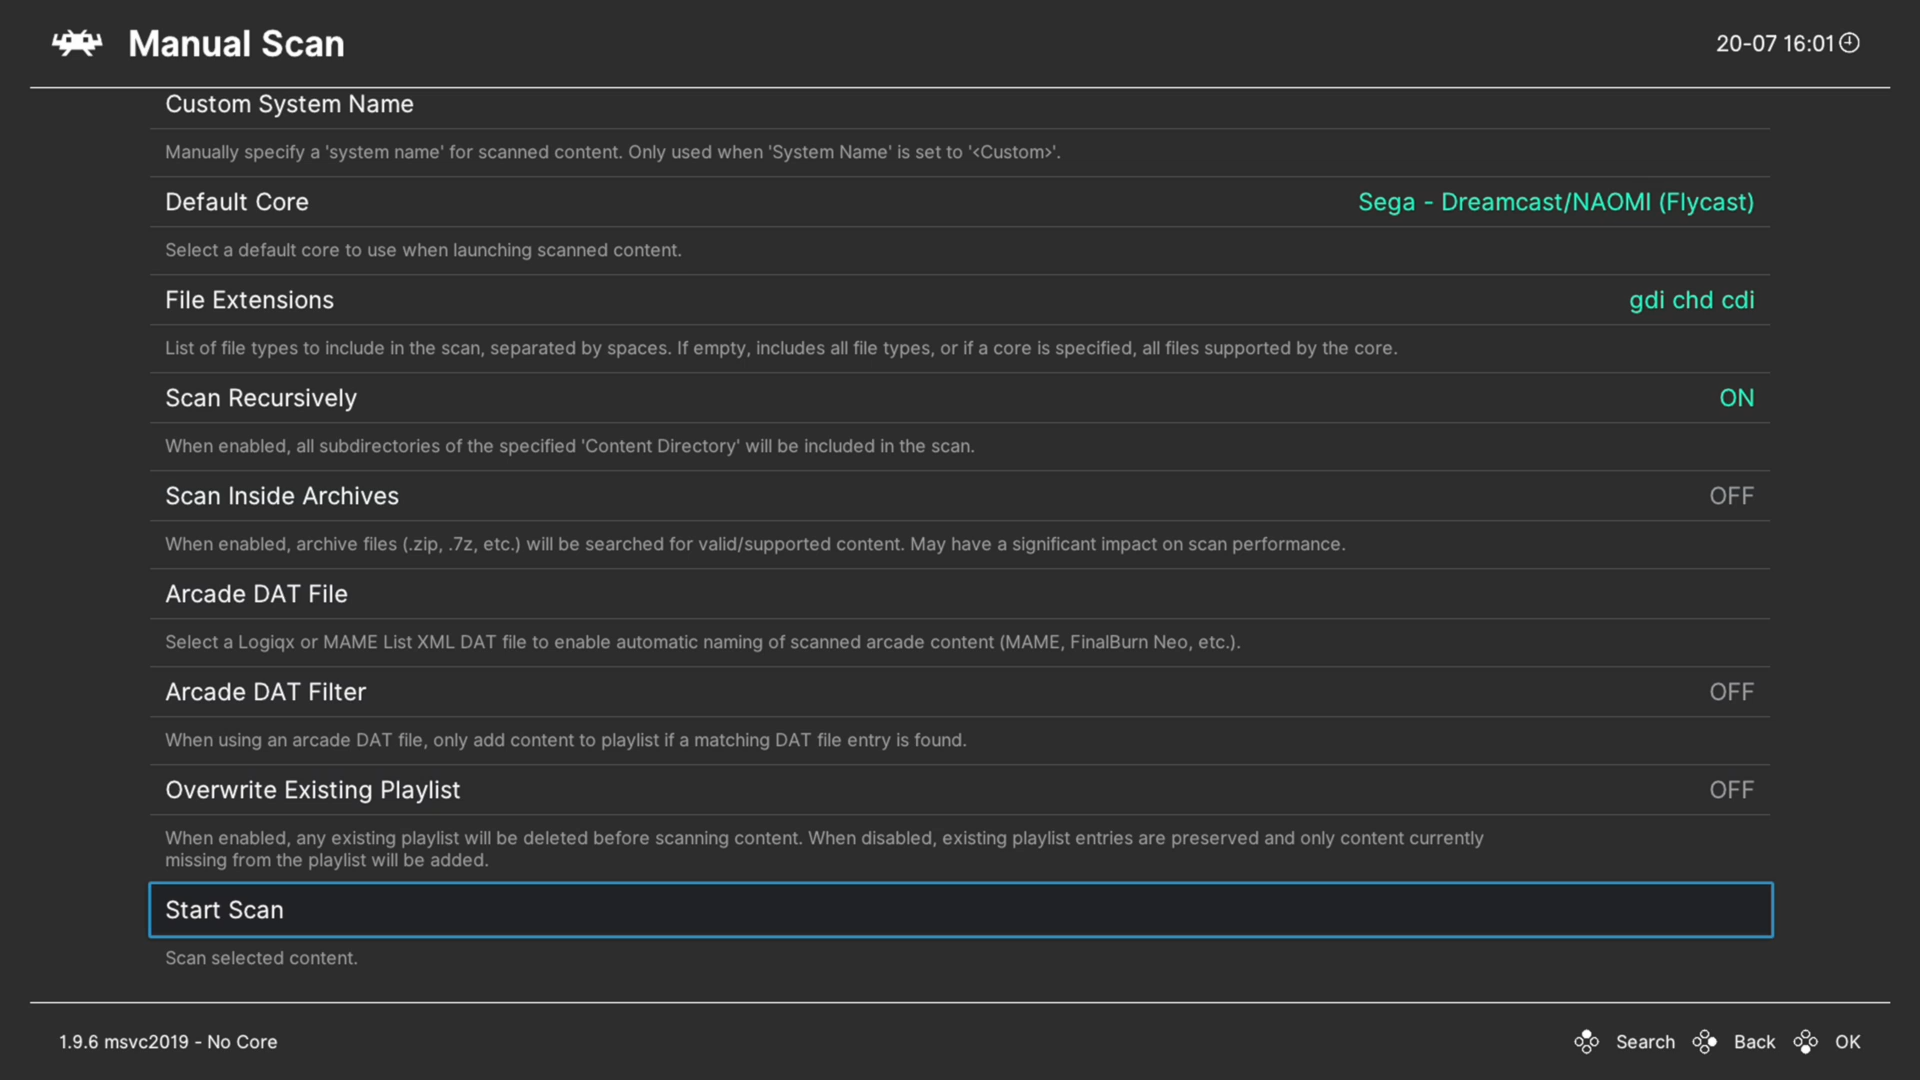 Manual Scan
20-07 16:01
Custom System Name
Manually specify a 'system name' for scanned content. Only used when 'System Name' is set to '<Custom>'.
Default Core
Sega - Dreamcast/NAOMI (Flycast)
Select a default core to use when launching scanned content.
File Extensions
gdi chd cdi
List of file types to include in the scan, separated by spaces. If empty, includes all file types, or if a core is specified, all files supported by the core.
Scan Recursively
ON
When enabled, all subdirectories of the specified 'Content Directory' will be included in the scan.
Scan Inside Archives
OFF
When enabled, archive files (.zip, .7z, etc.) will be searched for valid/supported content. May have a significant impact on scan performance.
Arcade DAT File
Select a Logiqx or MAME List XML DAT file to enable automatic naming of scanned arcade content (MAME, FinalBurn Neo, etc.).
Arcade DAT Filter
OFF
When using an arcade DAT file, only add content to playlist if a matching DAT file entry is found.
Overwrite Existing Playlist
OFF
When enabled, any existing playlist will be deleted before scanning content. When disabled, existing playlist entries are preserved and only content currently
missing from the playlist will be added.
Start Scan
Scan selected content.
1.9.6 msvc2019 - No Core
Search
Back
OK